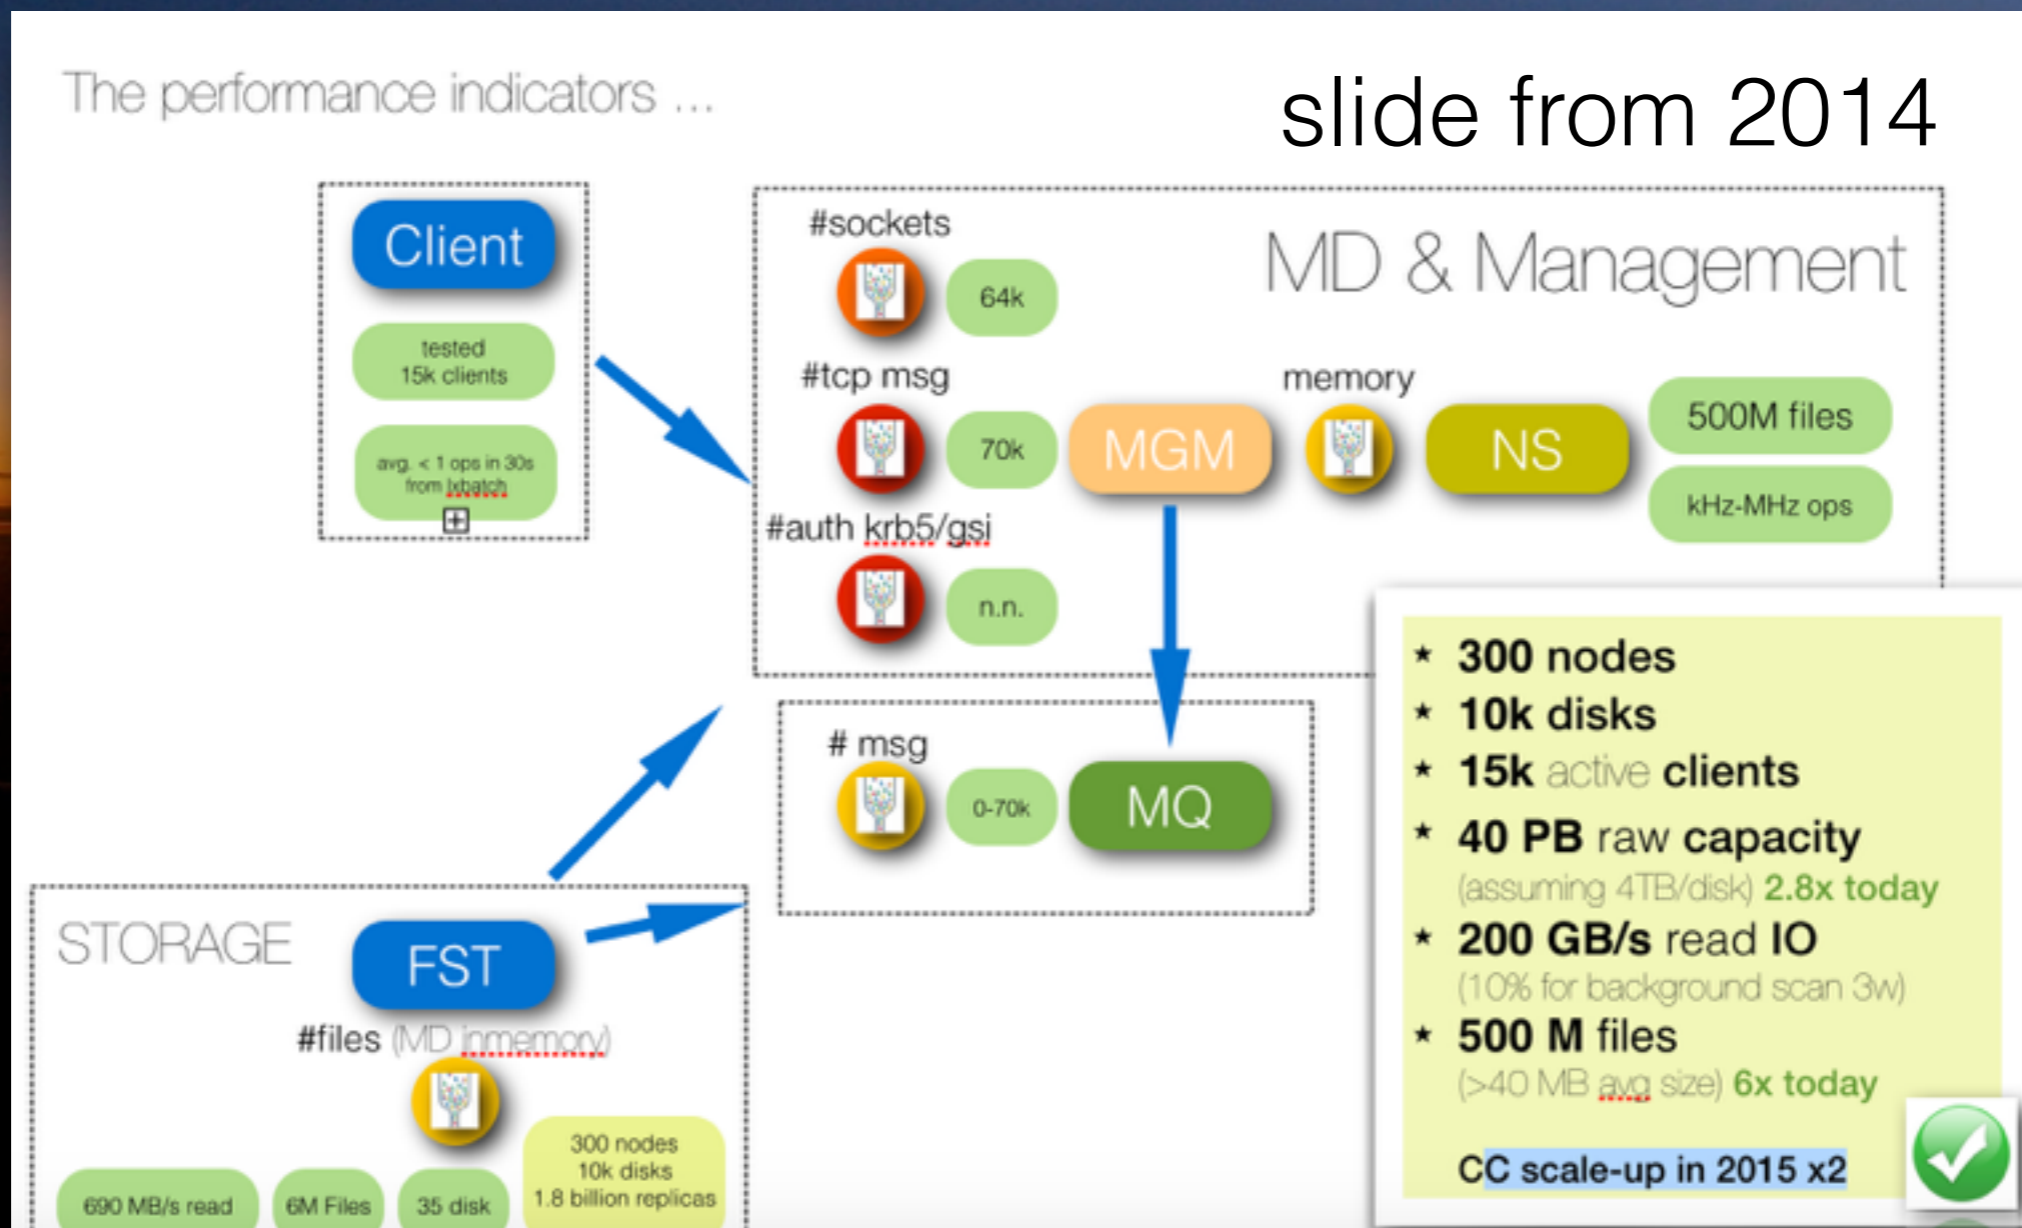 The performance indicators ...
slide from 2014
Client
tested
15k clients
avg. < 1 ops in 30s
from lxbatch
MD & Management
#sockets
64k
#tcp msg
70k
MGM
memory
NS
500M files
kHz-MHz ops
#auth krb5/gsi
n.n.
# msg
0-70k
MQ
STORAGE
FST
#files (MD inmemory)
690 MB/s read
6M Files
35 disk
300 nodes
10k disks
1.8 billion replicas
★ 300 nodes
★ 10k disks
★ 15k active clients
★ 40 PB raw capacity
(assuming 4TB/disk) 2.8x today
★ 200 GB/s read IO
(10% for background scan 3w)
★ 500 M files
(>40 MB avg size) 6x today
CC scale-up in 2015 x2